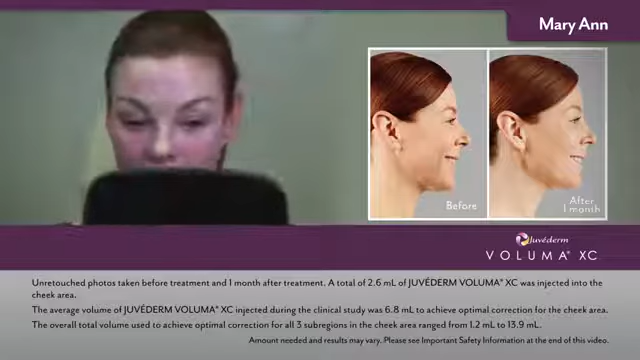 Mary Ann
Before
After
1 month
Juvéderm
VOLUMA® XC
Unretouched photos taken before treatment and 1 month after treatment. A total of 2.6 mL of JUVÉDERM VOLUMA® XC was injected into the
cheek area.
The average volume of JUVÉDERM VOLUMA® XC injected during the clinical study was 6.8 mL to achieve optimal correction for the cheek area.
The overall total volume used to achieve optimal correction for all 3 subregions in the cheek area ranged from 1.2 mL to 13.9 mL.
Amount needed and results may vary. Please see Important Safety Information at the end of this video.